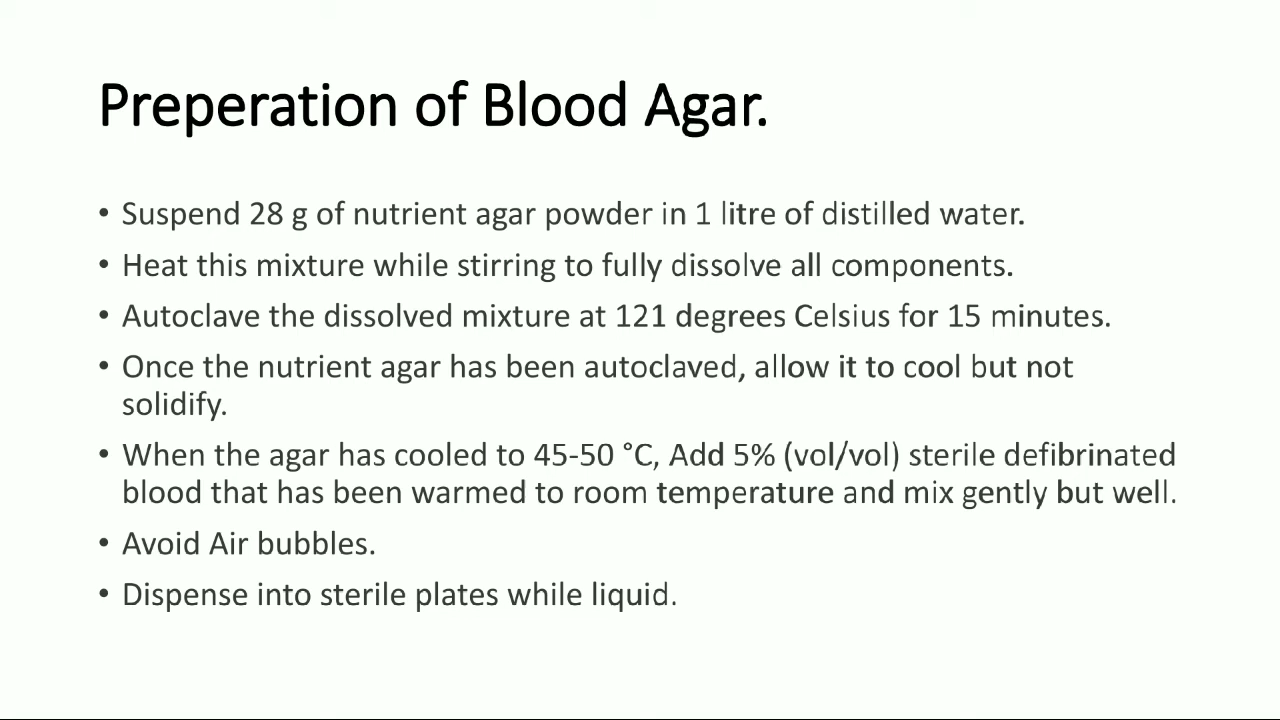 Preperation of Blood Agar.
• Suspend 28 g of nutrient agar powder in 1 litre of distilled water.
• Heat this mixture while stirring to fully dissolve all components.
• Autoclave the dissolved mixture at 121 degrees Celsius for 15 minutes.
• Once the nutrient agar has been autoclaved, allow it to cool but not
solidify.
• When the agar has cooled to 45-50 °C, Add 5% (vol/vol) sterile defibrinated
blood that has been warmed to room temperature and mix gently but well.
• Avoid Air bubbles.
• Dispense into sterile plates while liquid.